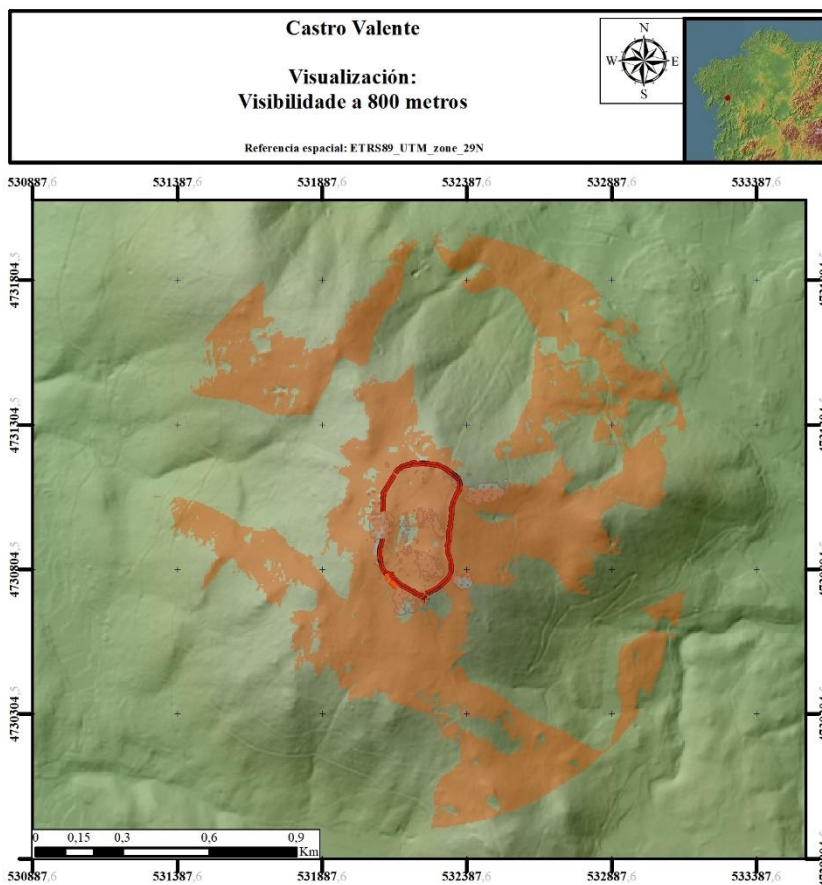 Castro Valente
Visualización:
Visibilidade a 800 metros
Referencia espacial: ETRS89_UTM_zone_29N
N
W E
S
530887,6 531387,6 531887,6 532387,6 532887,6 533387,6
4731804,5 4731804,5
4731304,5
4730804,5
4730304,5
0 0,15 0,3 0,6 0,9
Km
530887,6 531387,6 531887,6 532387,6 532887,6 533387,6